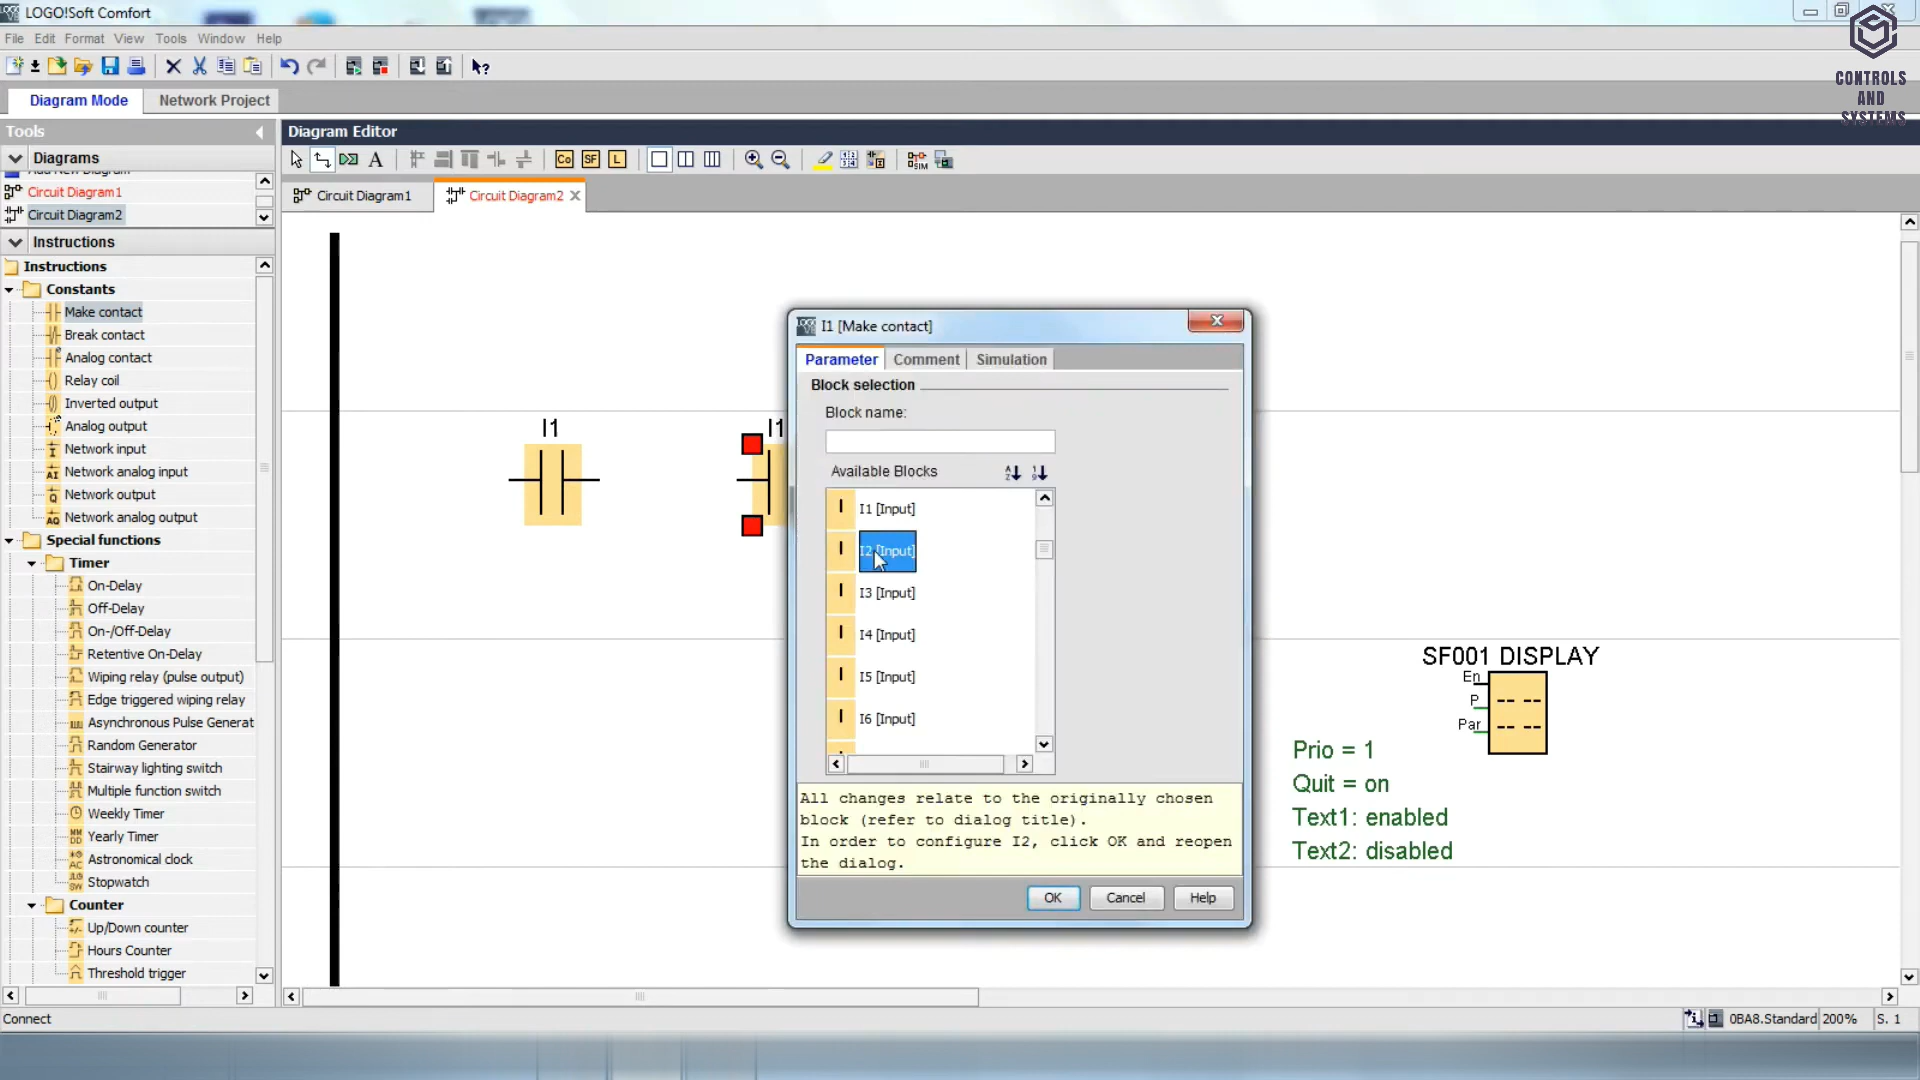 LOGO!Soft Comfort
File Edit Format View Tools Window Help
CONTROLS
AND
SYSTEMS
Diagram Mode Network Project
Tools
Diagram Editor
Diagrams
Add New Diagram
Circuit Diagram1
Circuit Diagram2
Co SF L
A
SIM
Circuit Diagram1 Circuit Diagram2
Instructions
Instructions
Constants
Make contact
Break contact
Analog contact
Relay coil
Inverted output
Analog output
Network input
Network analog input
Network output
Network analog output
Special functions
Timer
On-Delay
Off-Delay
On-/Off-Delay
Retentive On-Delay
Wiping relay (pulse output)
Edge triggered wiping relay
Asynchronous Pulse Generat
Random Generator
Stairway lighting switch
Multiple function switch
Weekly Timer
Yearly Timer
Astronomical clock
Stopwatch
Counter
Up/Down counter
Hours Counter
Threshold trigger
I1
I1
I1 [Make contact]
Parameter Comment Simulation
Block selection
Block name:
Available Blocks
I I1 [Input]
I I2 [Input]
I I3 [Input]
I I4 [Input]
I I5 [Input]
I I6 [Input]
All changes relate to the originally chosen
block (refer to dialog title).
In order to configure I2, click OK and reopen
the dialog.
OK Cancel Help
SF001 DISPLAY
En
P
Par
Prio = 1
Quit = on
Text1: enabled
Text2: disabled
Connect
0BA8.Standard 200% S. 1